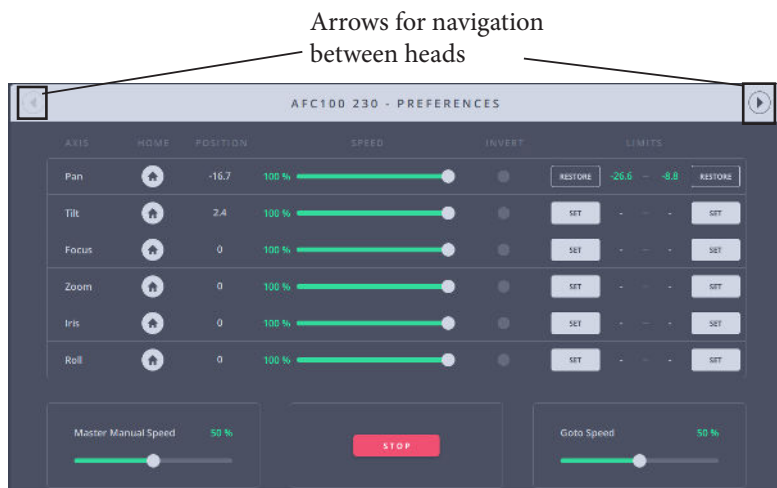 Arrows for navigation
between heads
AFC100 230 - PREFERENCES
AXIS HOME POSITION SPEED INVERT LIMITS
Pan -16.7 100 % RESTORE -26.6 – -8.8 RESTORE
Tilt 2.4 100 % SET - – - SET
Focus 0 100 % SET - – - SET
Zoom 0 100 % SET - – - SET
Iris 0 100 % SET - – - SET
Roll 0 100 % SET - – - SET
Master Manual Speed 50 %
STOP
Goto Speed 50 %